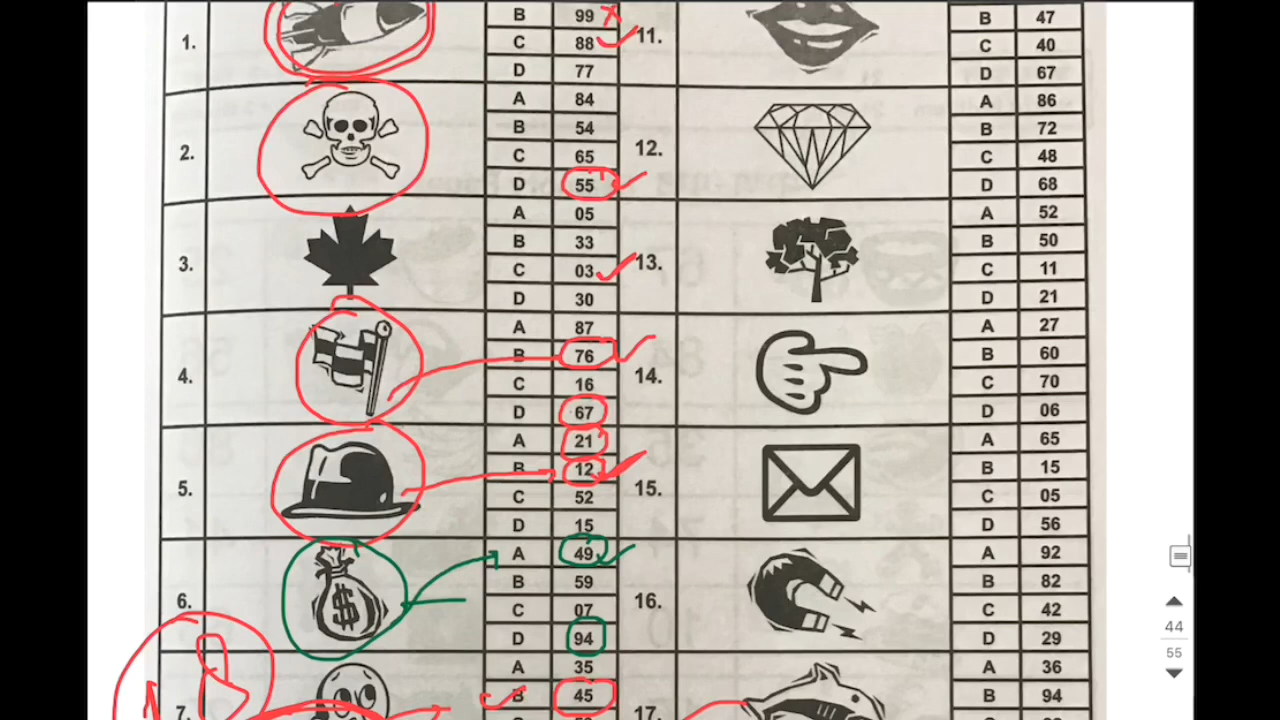 1. B 99
C 88
D 77
2. A 84
B 54
C 65
D 55
3. A 05
B 33
C 03
D 30
4. A 87
B 76
C 16
D 67
5. A 21
B 12
C 52
D 15
6. $ A 49
B 59
C 07
D 94
7. A 35
B 45
11. B 47
C 40
D 67
12. A 86
B 72
C 48
D 68
13. A 52
B 50
C 11
D 21
14. A 27
B 60
C 70
D 06
15. A 65
B 15
C 05
D 56
16. A 92
B 82
C 42
D 29
17. A 36
B 94
44
55